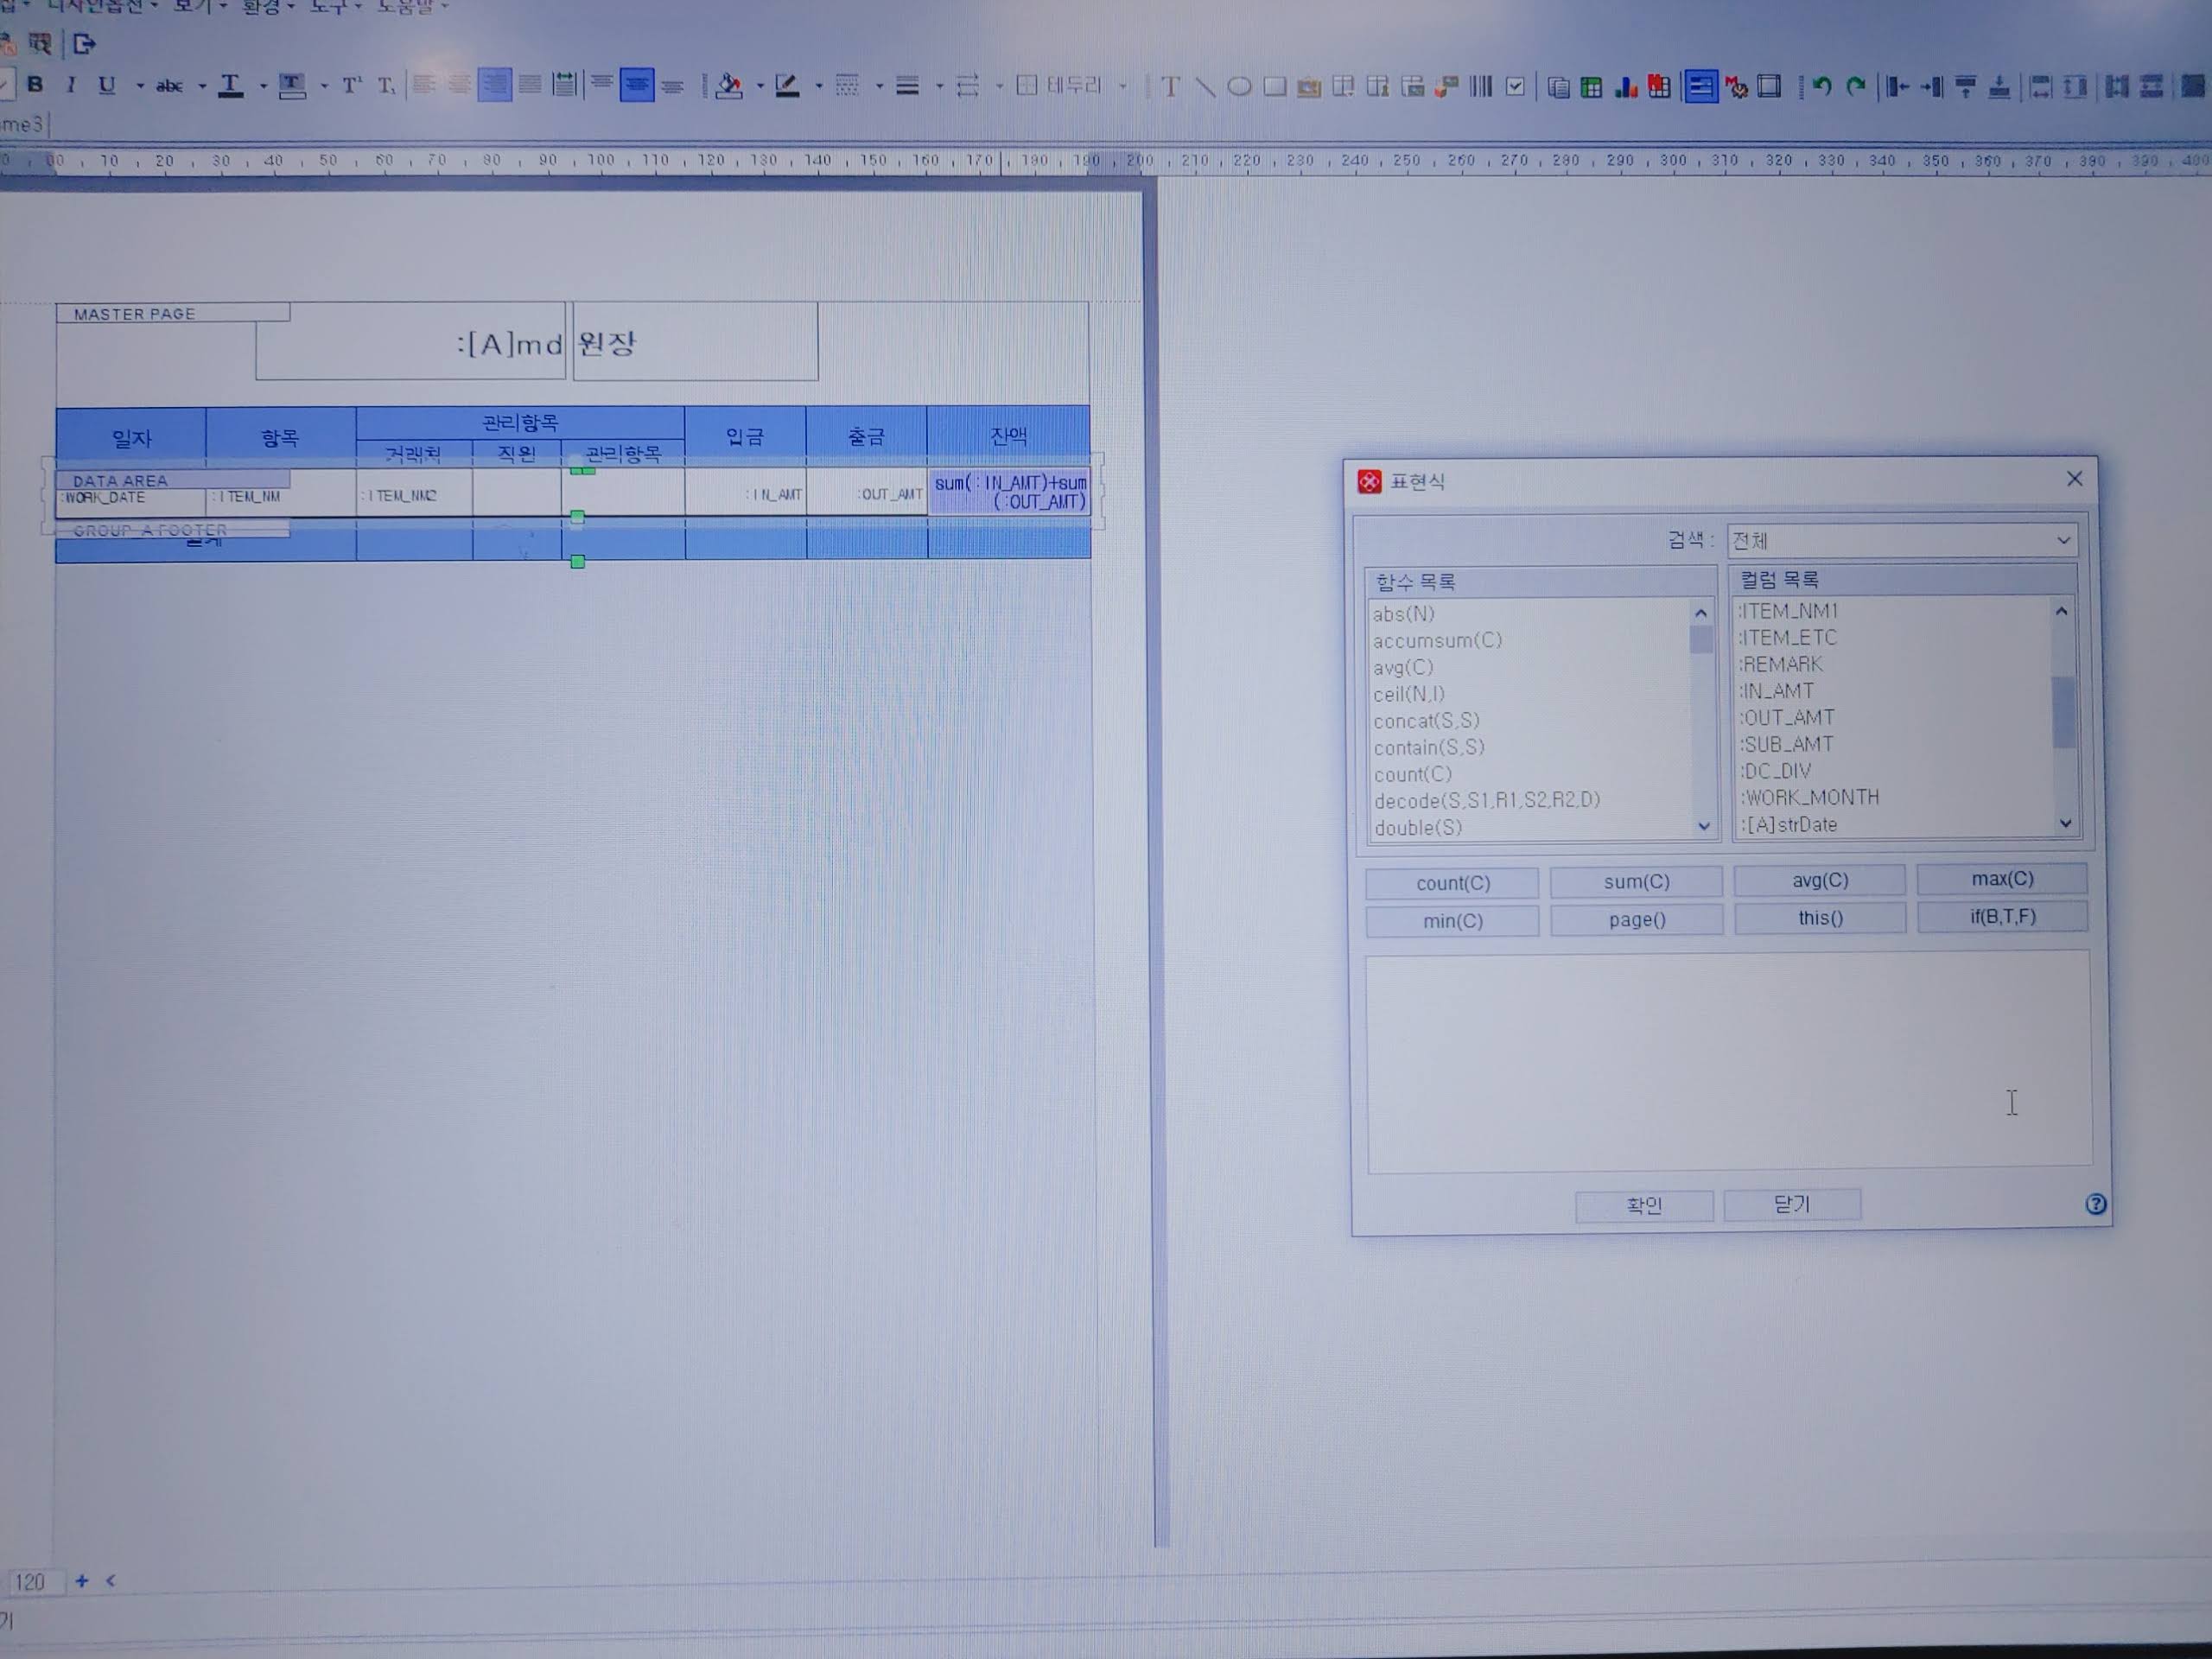 디자인옵션 보기 환경 도구 도움말
B I U abc T T T¹ T, 테두리 T
me3
00 10 20 30 40 50 60 70 80 90 100 110 120 130 140 150 160 170 180 190 200 210 220 230 240 250 260 270 280 290 300 310 320 330 340 350 360 370 380 390 400
MASTER PAGE
:[A]md 원장
일자 항목 관리항목 입금 출금 잔액
거래처 직원 관리항목
DATA AREA
:WORK_DATE :ITEM_NM :ITEM_NM2 :IN_AMT :OUT_AMT sum(:IN_AMT)+sum
(:OUT_AMT)
GROUP A FOOTER
표현식
검색 : 전체
함수 목록
abs(N)
accumsum(C)
avg(C)
ceil(N,I)
concat(S,S)
contain(S,S)
count(C)
decode(S,S1,R1,S2,R2,D)
double(S)
컬럼 목록
:ITEM_NM1
:ITEM_ETC
:REMARK
:IN_AMT
:OUT_AMT
:SUB_AMT
:DC_DIV
:WORK_MONTH
:[A]strDate
count(C) sum(C) avg(C) max(C)
min(C) page() this() if(B,T,F)
확인 닫기
120
기